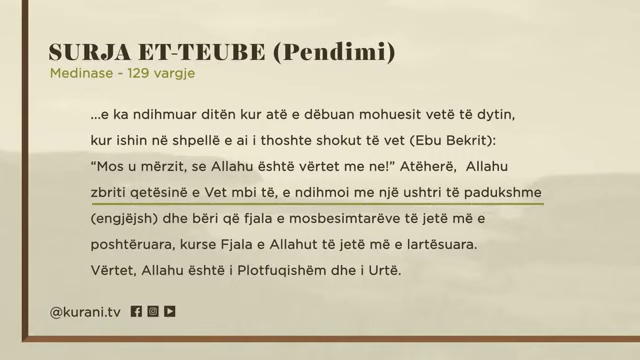 SURJA ET-TEUBE (Pendimi)
Medinase - 129 vargje
...e ka ndihmuar ditën kur atë e dëbuan mohuesit vetë të dytin,
kur ishin në shpellë e ai i thoshte shokut të vet (Ebu Bekrit):
“Mos u mërzit, se Allahu është vërtet me ne!” Atëherë, Allahu
zbriti qetësinë e Vet mbi të, e ndihmoi me një ushtri të padukshme
(engjëjsh) dhe bëri që fjala e mosbesimtarëve të jetë më e
poshtëruara, kurse Fjala e Allahut të jetë më e lartësuara.
Vërtet, Allahu është i Plotfuqishëm dhe i Urtë.
@kurani.tv